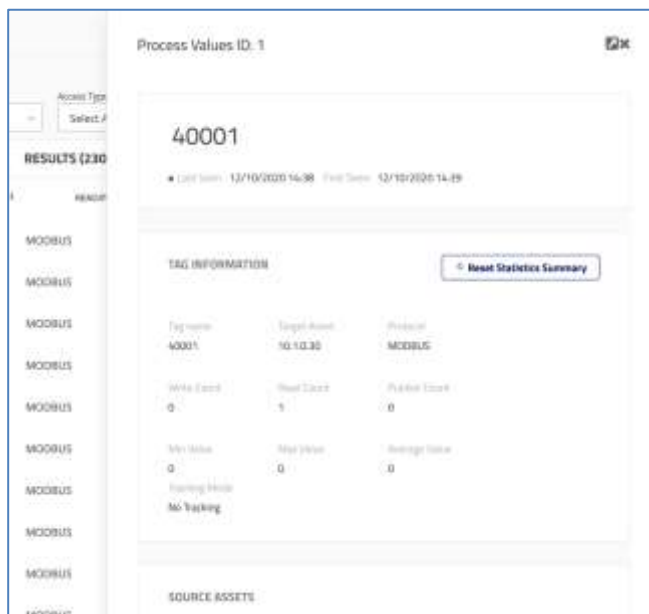 Process Values ID. 1
Access Type
Select A
RESULTS (230
40001
Last Seen 12/10/2020 14:38 First Seen 12/10/2020 14:39
TAG INFORMATION
Reset Statistics Summary
Tag name Target Asset Protocol
40001 10.1.0.30 MODBUS
Write Count Read Count Publish Count
0 1 0
Min Value Max Value Average Value
0 0 0
Tracking Mode
No Tracking
SOURCE ASSETS
MODBUS
MODBUS
MODBUS
MODBUS
MODBUS
MODBUS
MODBUS
MODBUS
MODBUS
MODBUS